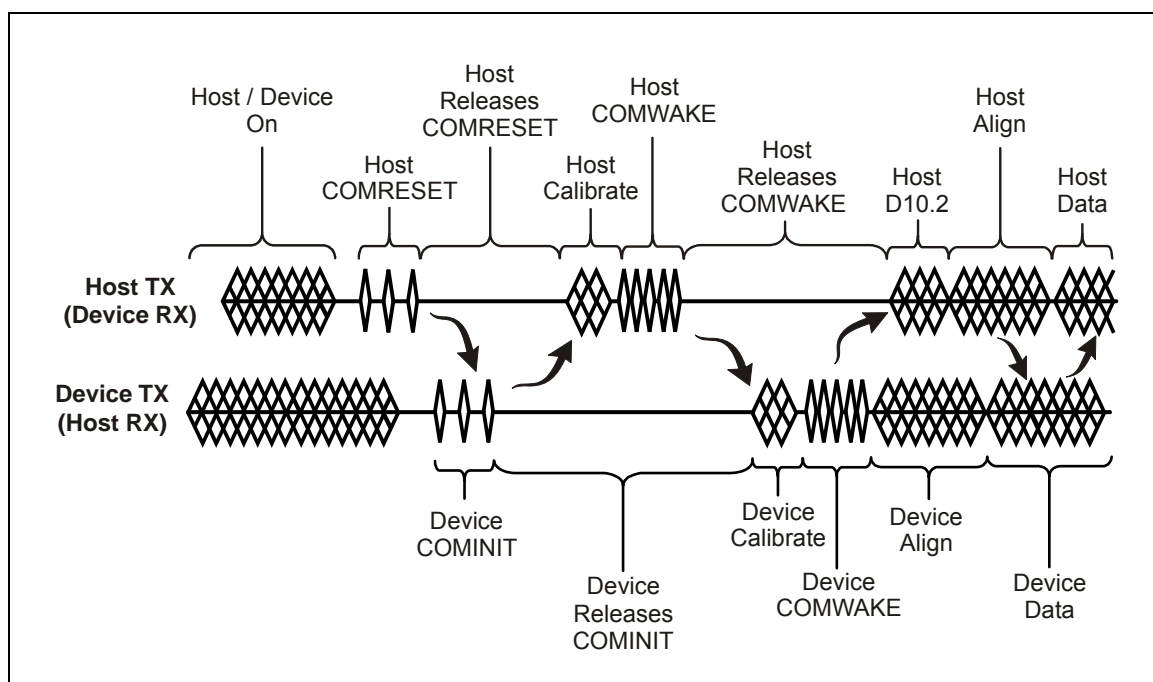 Host / Device
On
Host
COMRESET
Host
Releases
COMRESET
Host
Calibrate
Host
COMWAKE
Host
Releases
COMWAKE
Host
D10.2
Host
Align
Host
Data
Host TX
(Device RX)
Device TX
(Host RX)
Device
COMINIT
Device
Releases
COMINIT
Device
Calibrate
Device
COMWAKE
Device
Align
Device
Data